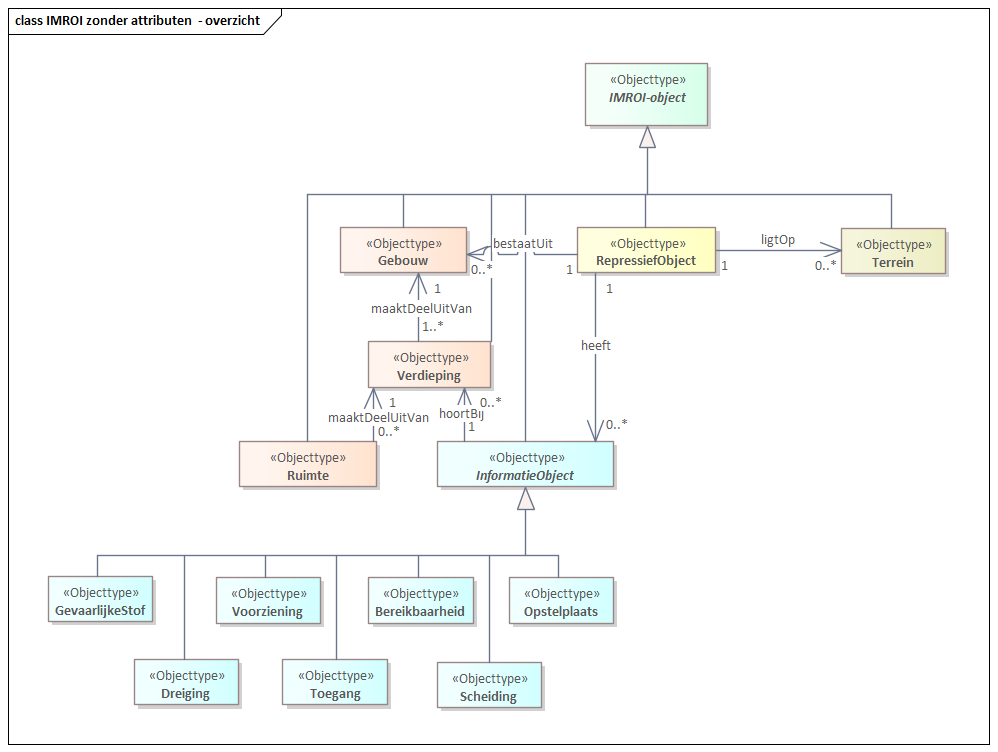 class IMROI zonder attributen - overzicht
«Objecttype»
IMROI-object
«Objecttype»
Gebouw
bestaatUit
0..*
1
«Objecttype»
RepressiefObject
ligtOp
1
0..*
«Objecttype»
Terrein
1
maaktDeelUitVan
1..*
1
heeft
0..*
«Objecttype»
Verdieping
1
maaktDeelUitVan
0..*
0..*
hoortBij
1
«Objecttype»
Ruimte
«Objecttype»
InformatieObject
«Objecttype»
GevaarlijkeStof
«Objecttype»
Voorziening
«Objecttype»
Bereikbaarheid
«Objecttype»
Opstelplaats
«Objecttype»
Dreiging
«Objecttype»
Toegang
«Objecttype»
Scheiding